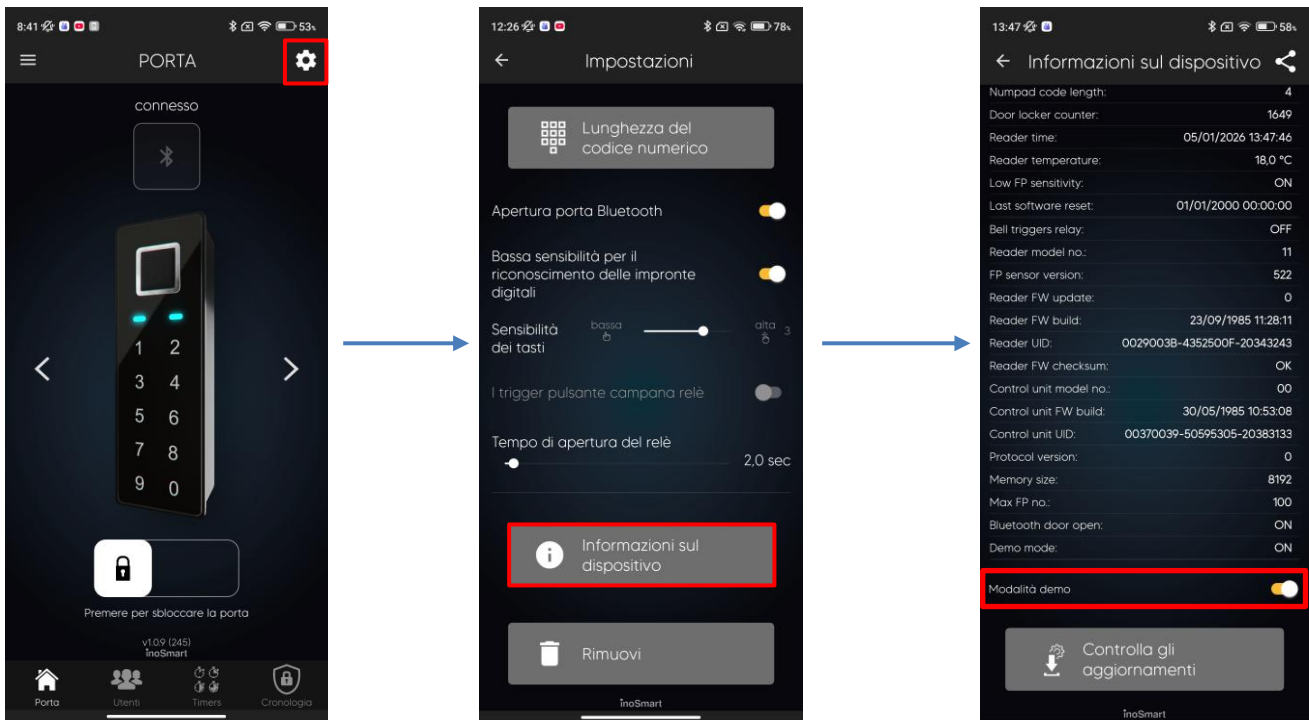 8:41 53%
PORTA
connesso
1 2
3 4
5 6
7 8
9 0
Premere per sbloccare la porta
v1.0.9 (245)
inoSmart
Porta Utenti Timers Cronologia
12:26 78%
Impostazioni
Lunghezza del
codice numerico
Apertura porta Bluetooth
Bassa sensibilità per il
riconoscimento delle impronte
digitali
Sensibilità
dei tasti
bassa alta 3
I trigger pulsante campana relè
Tempo di apertura del relè
2,0 sec
Informazioni sul
dispositivo
Rimuovi
inoSmart
13:47 58%
Informazioni sul dispositivo
Numpad code length: 4
Door locker counter: 1649
Reader time: 05/01/2026 13:47:46
Reader temperature: 18,0 °C
Low FP sensitivity: ON
Last software reset: 01/01/2000 00:00:00
Bell triggers relay: OFF
Reader model no.: 11
FP sensor version: 522
Reader FW update: 0
Reader FW build: 23/09/1985 11:28:11
Reader UID: 0029003B-4352500F-20343243
Reader FW checksum: OK
Control unit model no.: 00
Control unit FW build: 30/05/1985 10:53:08
Control unit UID: 00370039-50595305-20383133
Protocol version: 0
Memory size: 8192
Max FP no.: 100
Bluetooth door open: ON
Demo mode: ON
Modalità demo
Controlla gli
aggiornamenti
inoSmart